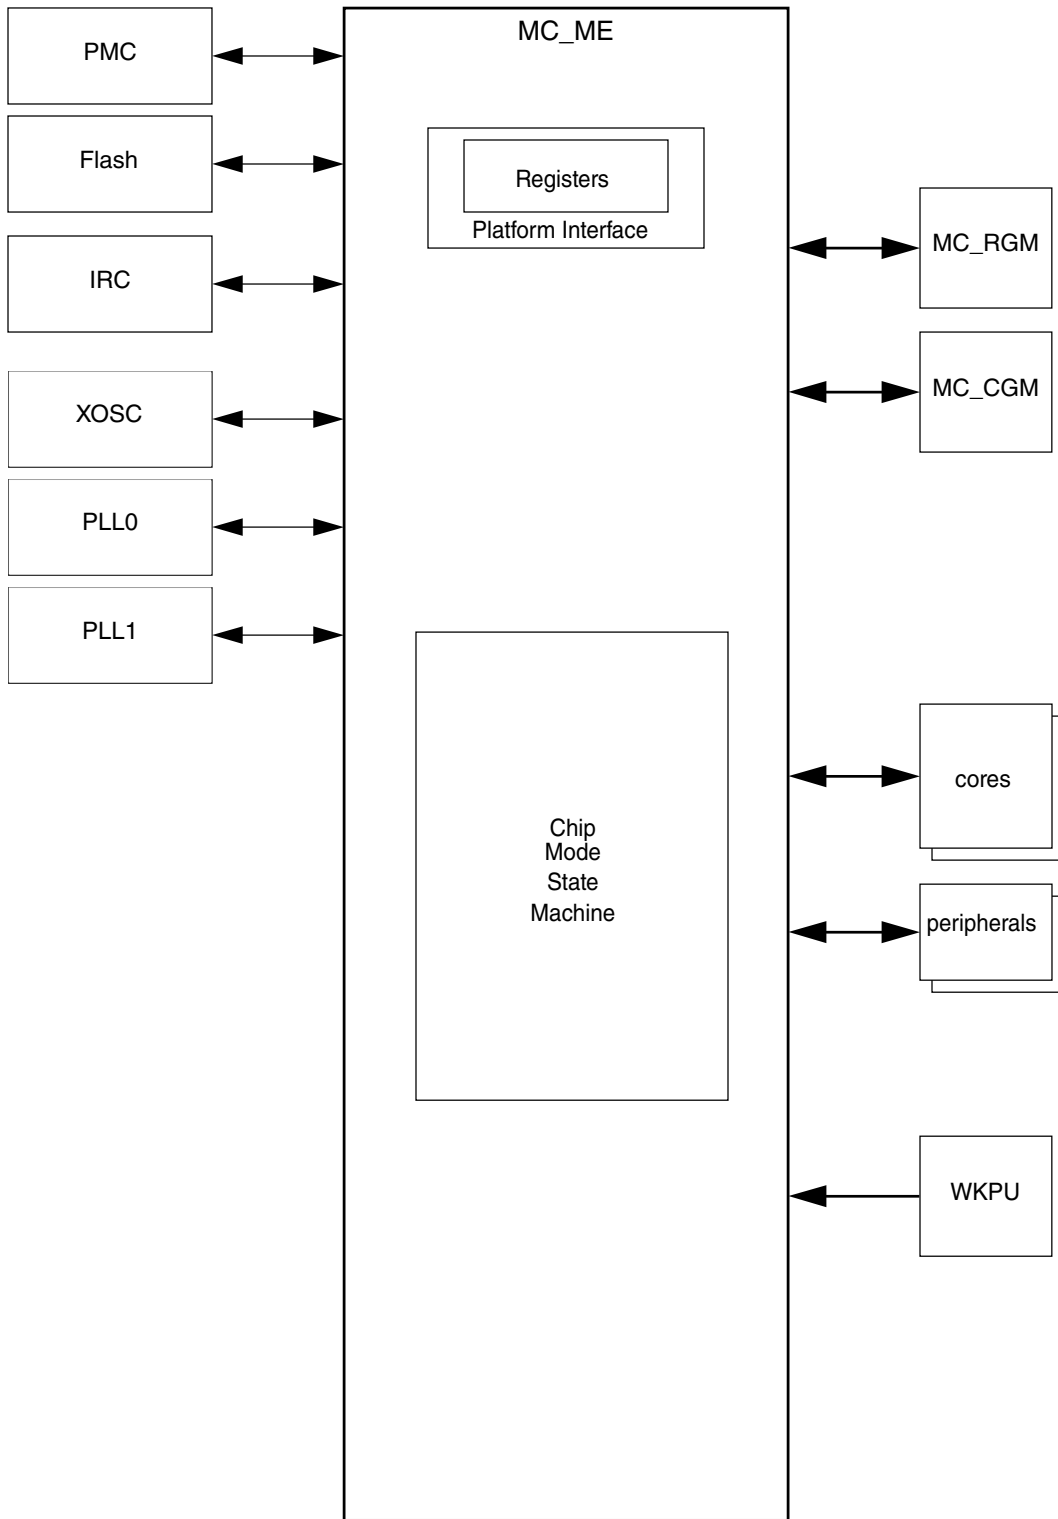 PMC
Flash
IRC
XOSC
PLL0
PLL1
MC_ME
Registers
Platform Interface
Chip
Mode
State
Machine
MC_RGM
MC_CGM
cores
peripherals
WKPU